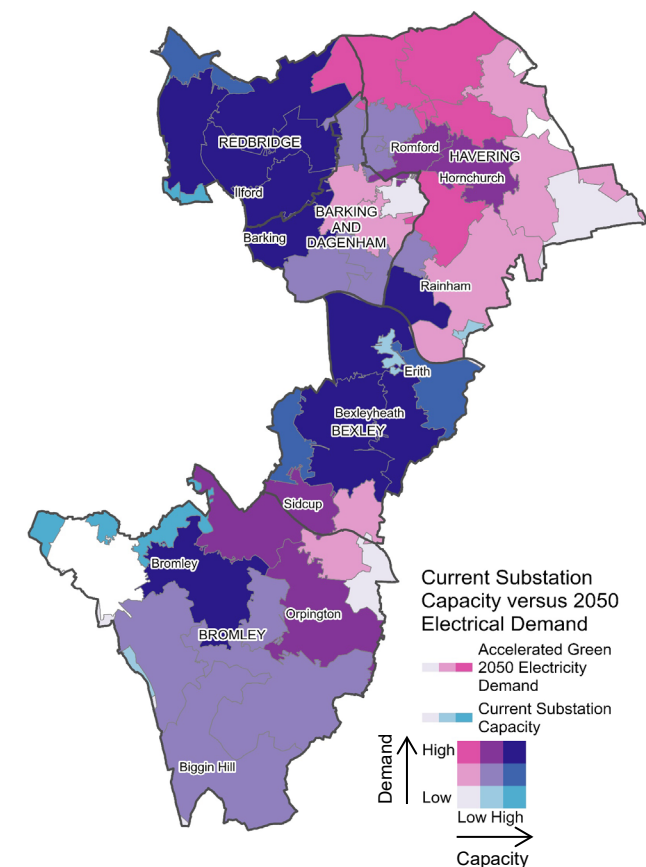 REDBRIDGE
Romford
HAVERING
Hornchurch
Ilford
BARKING
AND
DAGENHAM
Barking
Rainham
Erith
Bexleyheath
BEXLEY
Sidcup
Bromley
Orpington
BROMLEY
Biggin Hill
Current Substation
Capacity versus 2050
Electrical Demand
Accelerated Green
2050 Electricity
Demand
Current Substation
Capacity
Demand
High
Low
Low High
Capacity